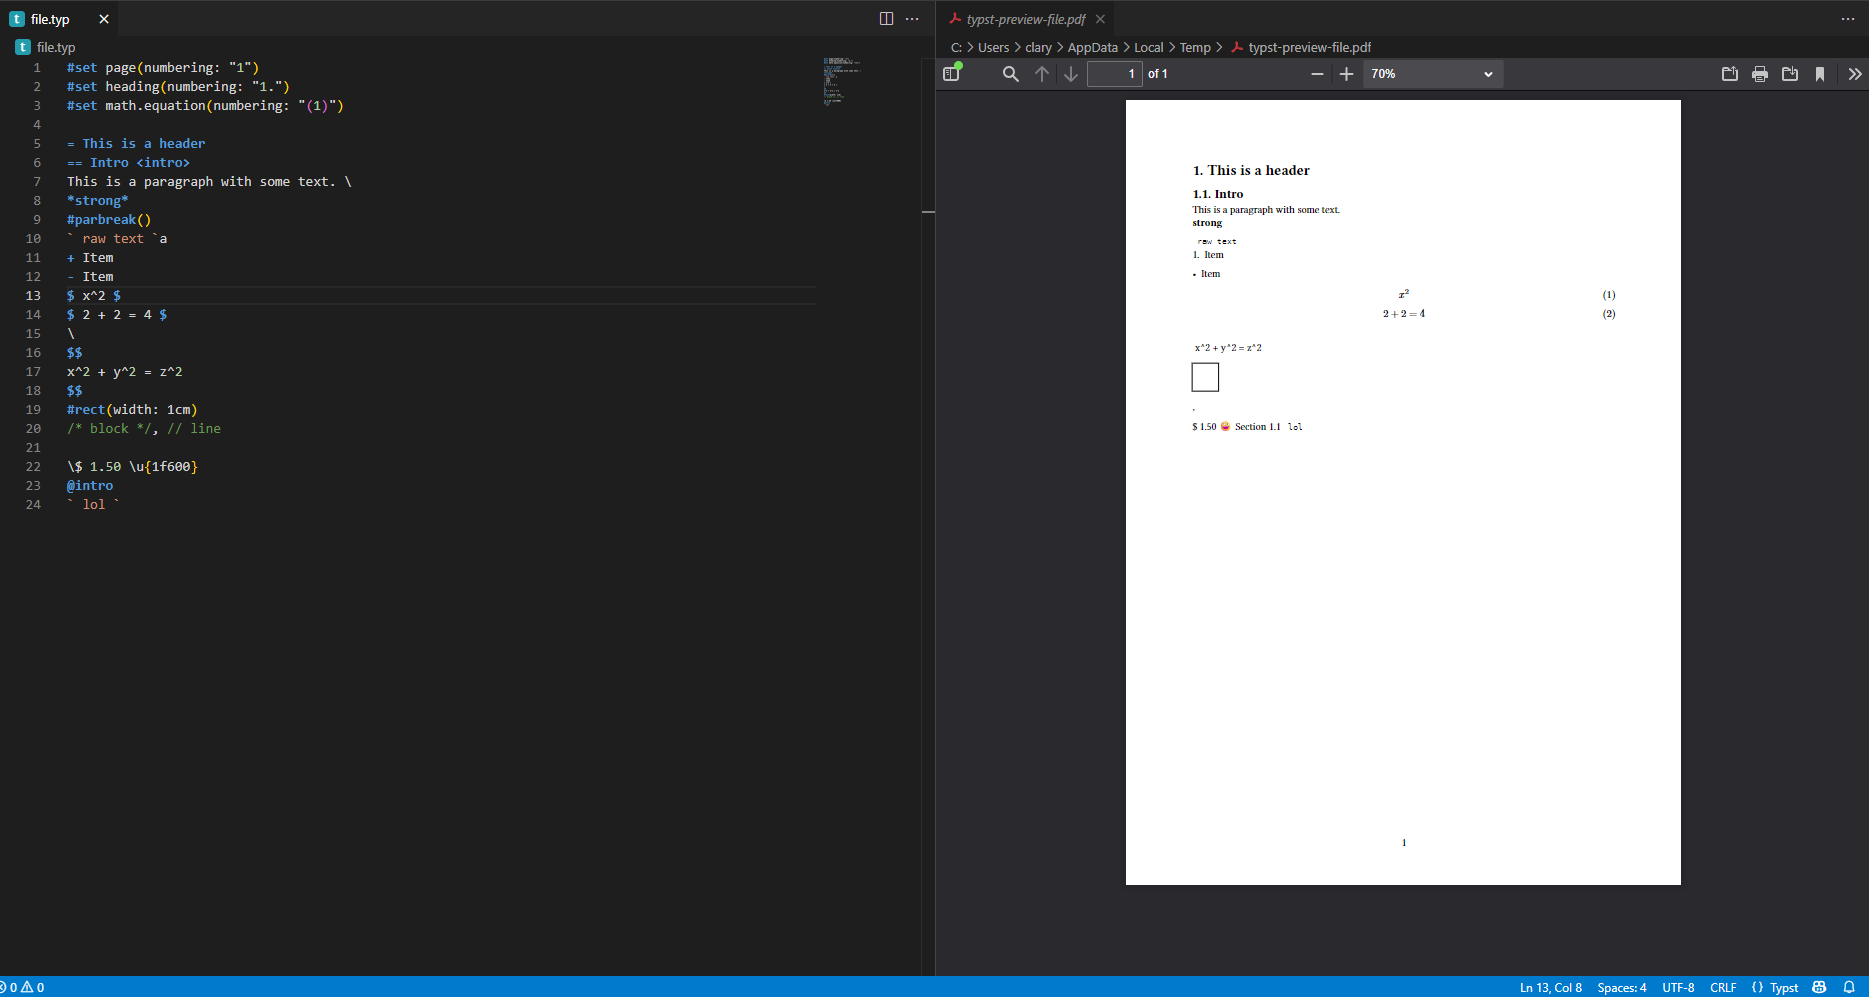 file.typ
typst-preview-file.pdf
file.typ
C: > Users > clary > AppData > Local > Temp > typst-preview-file.pdf
1 of 1
70%
1 #set page(numbering: "1")
2 #set heading(numbering: "1.")
3 #set math.equation(numbering: "(1)")
4
5 = This is a header
6 == Intro <intro>
7 This is a paragraph with some text. \
8 *strong*
9 #parbreak()
10 ` raw text `a
11 + Item
12 - Item
13 $ x^2 $
14 $ 2 + 2 = 4 $
15 \
16 $$
17 x^2 + y^2 = z^2
18 $$
19 #rect(width: 1cm)
20 /* block */, // line
21
22 \$ 1.50 \u{1f600}
23 @intro
24 ` lol `
1. This is a header
1.1. Intro
This is a paragraph with some text.
strong
raw text
1. Item
• Item
x² (1)
2 + 2 = 4 (2)
x^2 + y^2 = z^2
,
$ 1.50 😀 Section 1.1 lol
1
0 0
Ln 13, Col 8 Spaces: 4 UTF-8 CRLF {} Typst